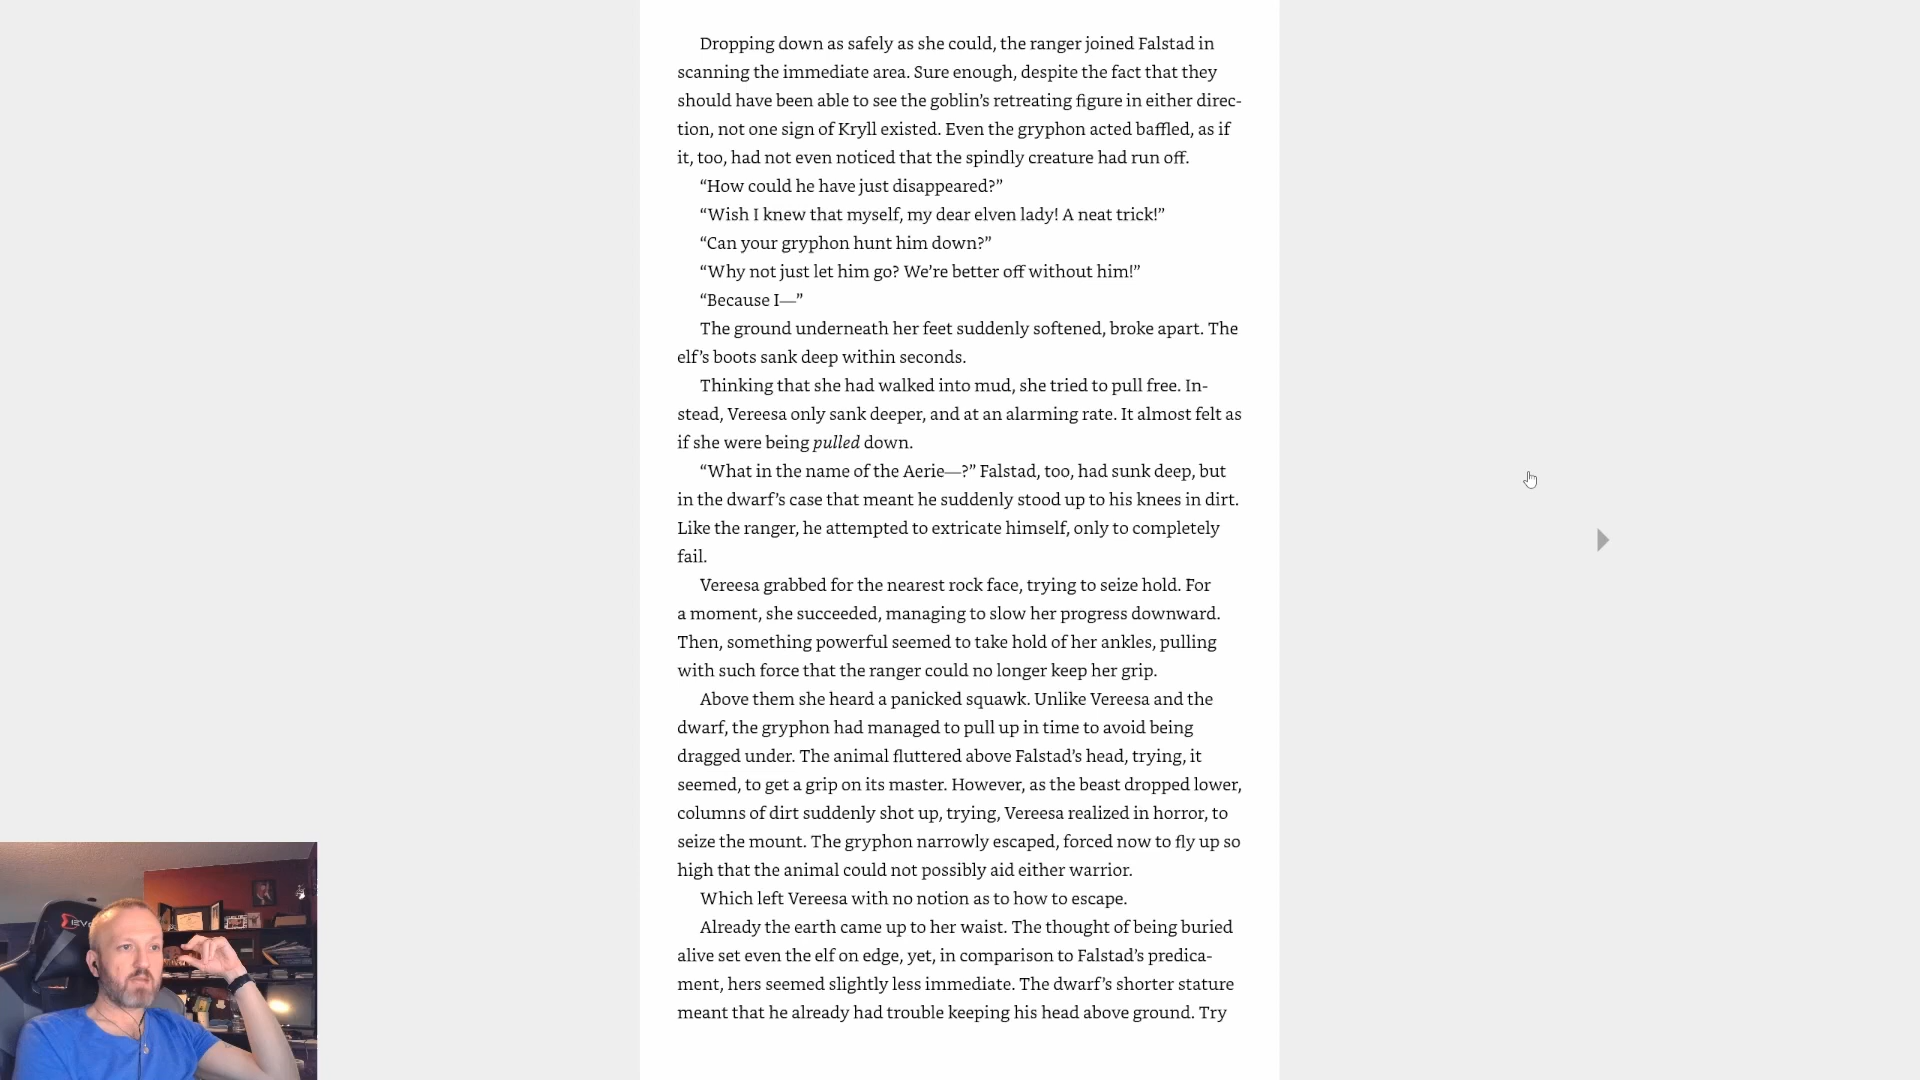 Dropping down as safely as she could, the ranger joined Falstad in
scanning the immediate area. Sure enough, despite the fact that they
should have been able to see the goblin’s retreating figure in either direc-
tion, not one sign of Kryll existed. Even the gryphon acted baffled, as if
it, too, had not even noticed that the spindly creature had run off.
“How could he have just disappeared?”
“Wish I knew that myself, my dear elven lady! A neat trick!”
“Can your gryphon hunt him down?”
“Why not just let him go? We’re better off without him!”
“Because I—”
The ground underneath her feet suddenly softened, broke apart. The
elf’s boots sank deep within seconds.
Thinking that she had walked into mud, she tried to pull free. In-
stead, Vereesa only sank deeper, and at an alarming rate. It almost felt as
if she were being pulled down.
“What in the name of the Aerie—?” Falstad, too, had sunk deep, but
in the dwarf’s case that meant he suddenly stood up to his knees in dirt.
Like the ranger, he attempted to extricate himself, only to completely
fail.
Vereesa grabbed for the nearest rock face, trying to seize hold. For
a moment, she succeeded, managing to slow her progress downward.
Then, something powerful seemed to take hold of her ankles, pulling
with such force that the ranger could no longer keep her grip.
Above them she heard a panicked squawk. Unlike Vereesa and the
dwarf, the gryphon had managed to pull up in time to avoid being
dragged under. The animal fluttered above Falstad’s head, trying, it
seemed, to get a grip on its master. However, as the beast dropped lower,
columns of dirt suddenly shot up, trying, Vereesa realized in horror, to
seize the mount. The gryphon narrowly escaped, forced now to fly up so
high that the animal could not possibly aid either warrior.
Which left Vereesa with no notion as to how to escape.
Already the earth came up to her waist. The thought of being buried
alive set even the elf on edge, yet, in comparison to Falstad’s predica-
ment, hers seemed slightly less immediate. The dwarf’s shorter stature
meant that he already had trouble keeping his head above ground. Try